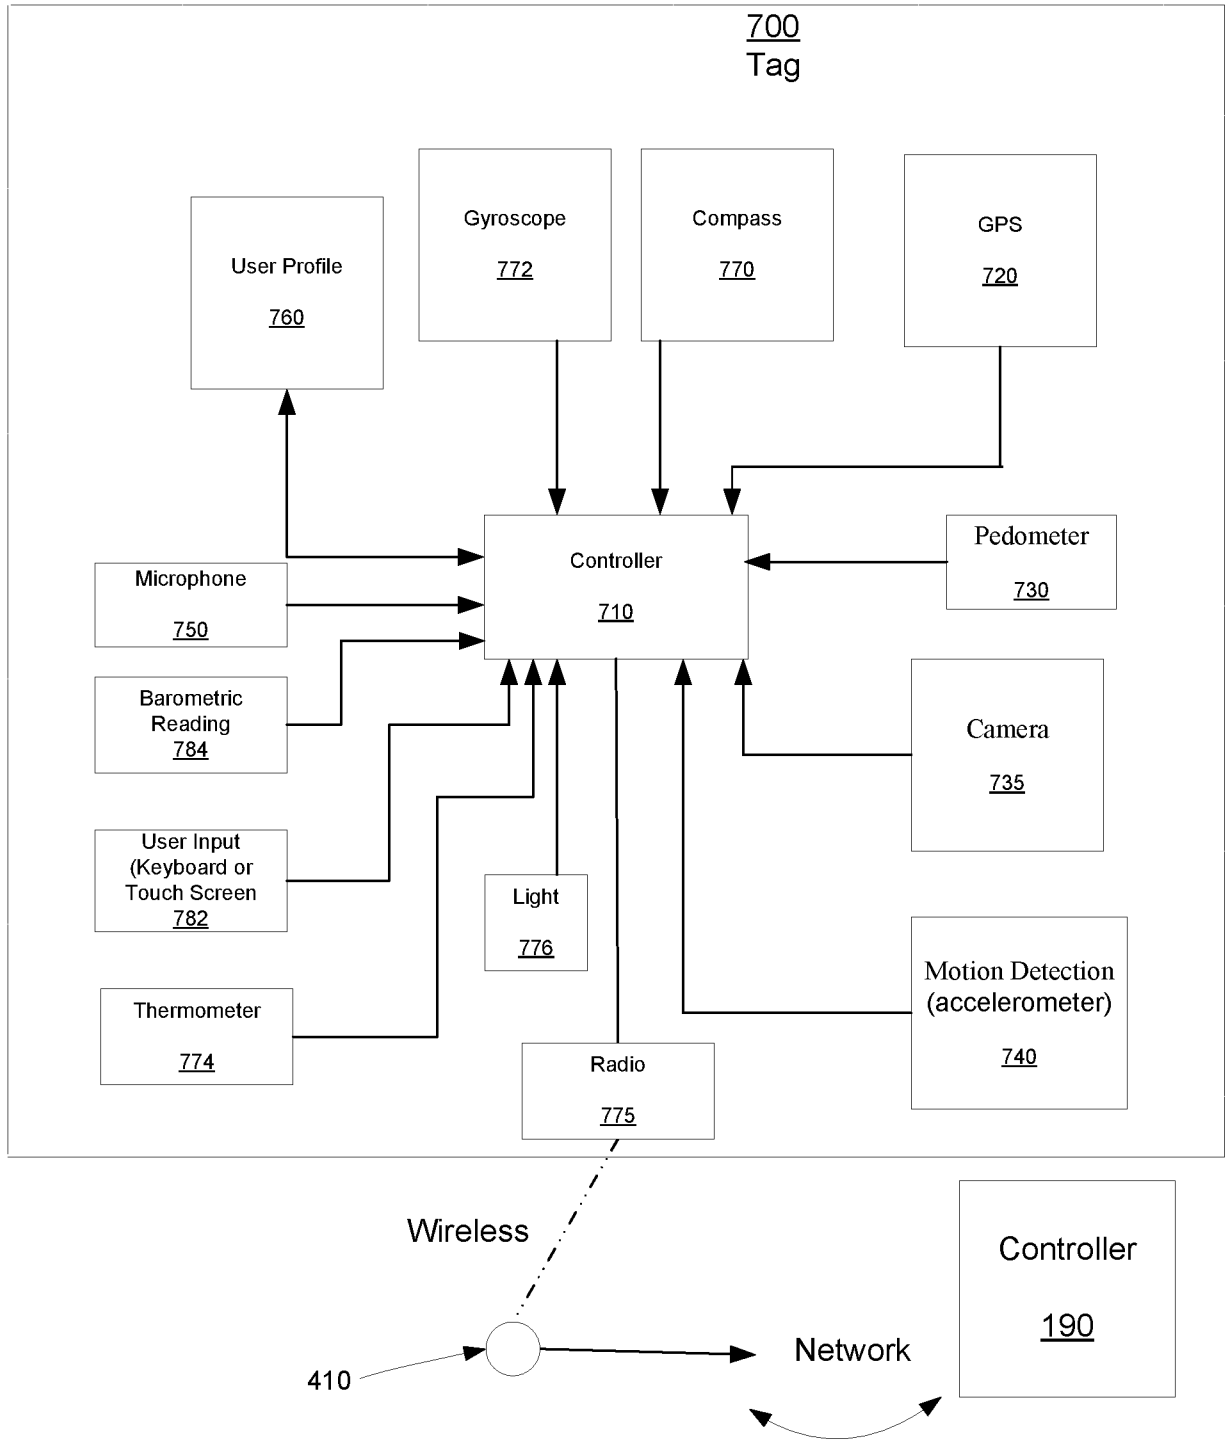 700
Tag
Gyroscope
772
Compass
770
GPS
720
User Profile
760
Controller
710
Pedometer
730
Microphone
750
Barometric
Reading
784
Camera
735
User Input
(Keyboard or
Touch Screen
782
Light
776
Motion Detection
(accelerometer)
740
Thermometer
774
Radio
775
Wireless
Controller
190
Network
410